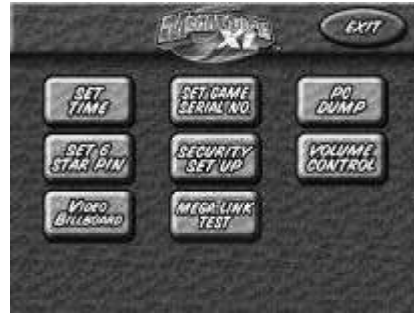 MEGATOUCH
XL
EXIT
SET
TIME
SET GAME
SERIAL NO.
PC
DUMP
SET 6
STAR PIN
SECURITY
SET UP
VOLUME
CONTROL
VIDEO
BILLBOARD
MEGA LINK
TEST